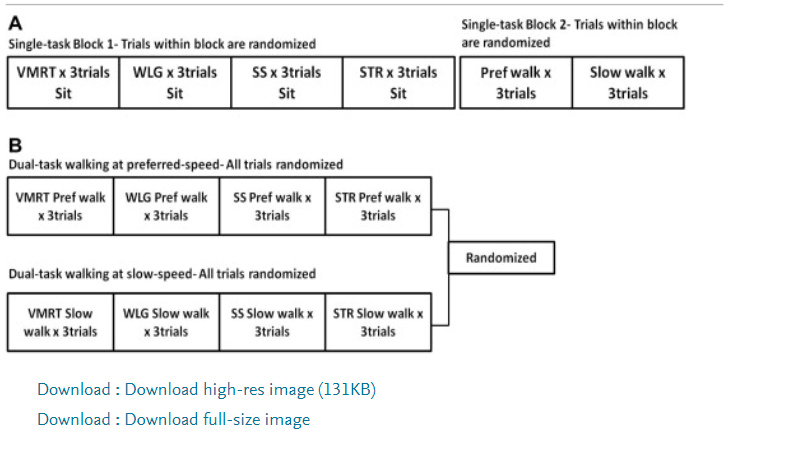 A
Single-task Block 1- Trials within block are randomized
Single-task Block 2- Trials within block
are randomized
VMRT x 3trials
Sit
WLG x 3trials
Sit
SS x 3trials
Sit
STR x 3trials
Sit
Pref walk x
3trials
Slow walk x
3trials
B
Dual-task walking at preferred-speed- All trials randomized
VMRT Pref walk
x 3trials
WLG Pref walk
x 3trials
SS Pref walk x
3trials
STR Pref walk x
3trials
Randomized
Dual-task walking at slow-speed- All trials randomized
VMRT Slow
walk x 3trials
WLG Slow walk
x 3trials
SS Slow walk x
3trials
STR Slow walk x
3trials
Download : Download high-res image (131KB)
Download : Download full-size image